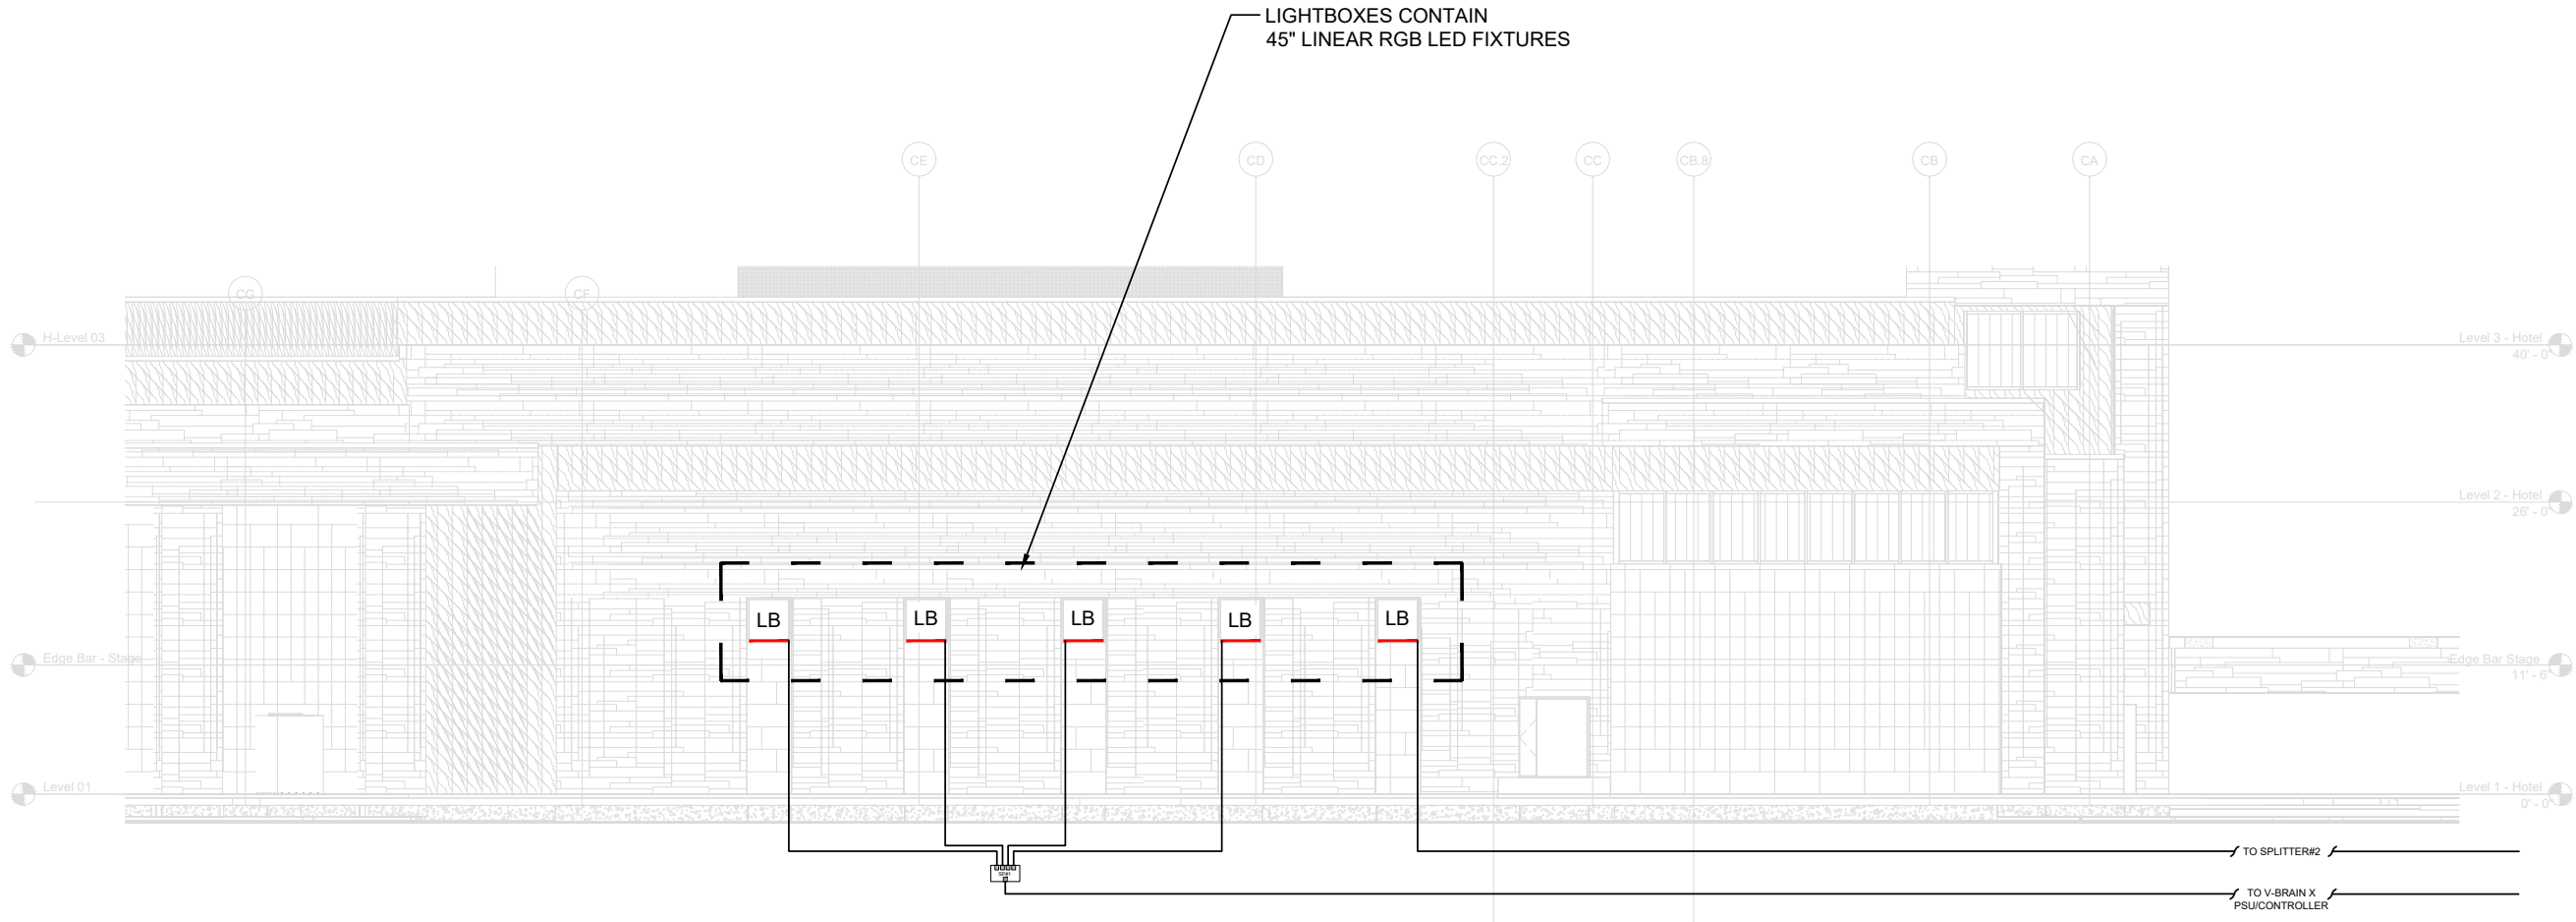 LIGHTBOXES CONTAIN
45" LINEAR RGB LED FIXTURES
CE
CD
CC.2
CC
CB.8
CB
CA
CG
CF
H-Level 03
Level 3 - Hotel
40' - 0"
Level 2 - Hotel
26' - 0"
LB
LB
LB
LB
LB
Edge Bar - Stage
Edge Bar Stage
11' - 6"
Level 01
Level 1 - Hotel
0' - 0"
TO SPLITTER#2
SP#1
TO V-BRAIN X
PSU/CONTROLLER